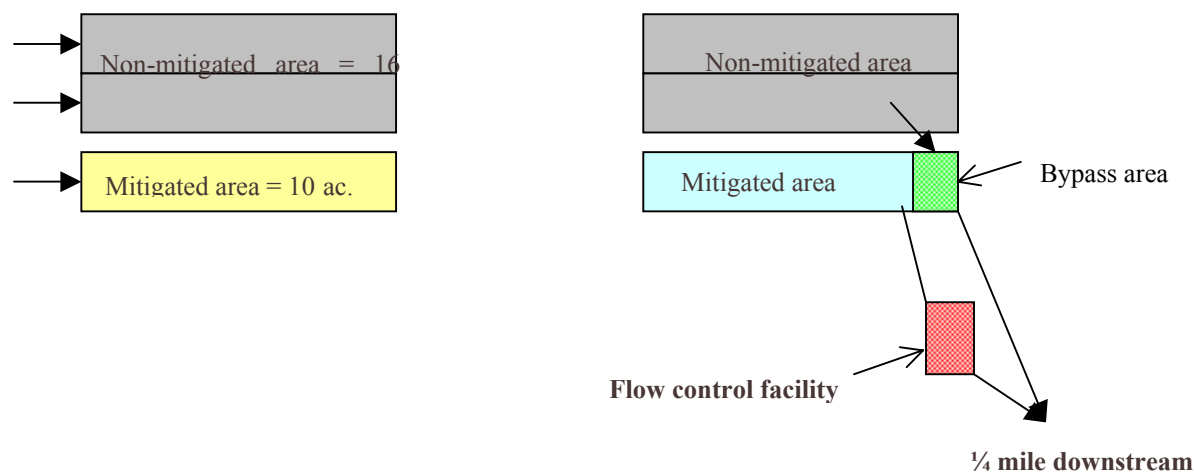 Non-mitigated area = 16
Mitigated area = 10 ac.
Non-mitigated area
Mitigated area
Bypass area
Flow control facility
¼ mile downstream